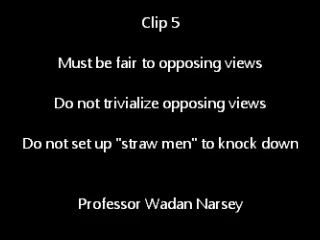 Clip 5
Must be fair to opposing views
Do not trivialize opposing views
Do not set up "straw men" to knock down
Professor Wadan Narsey